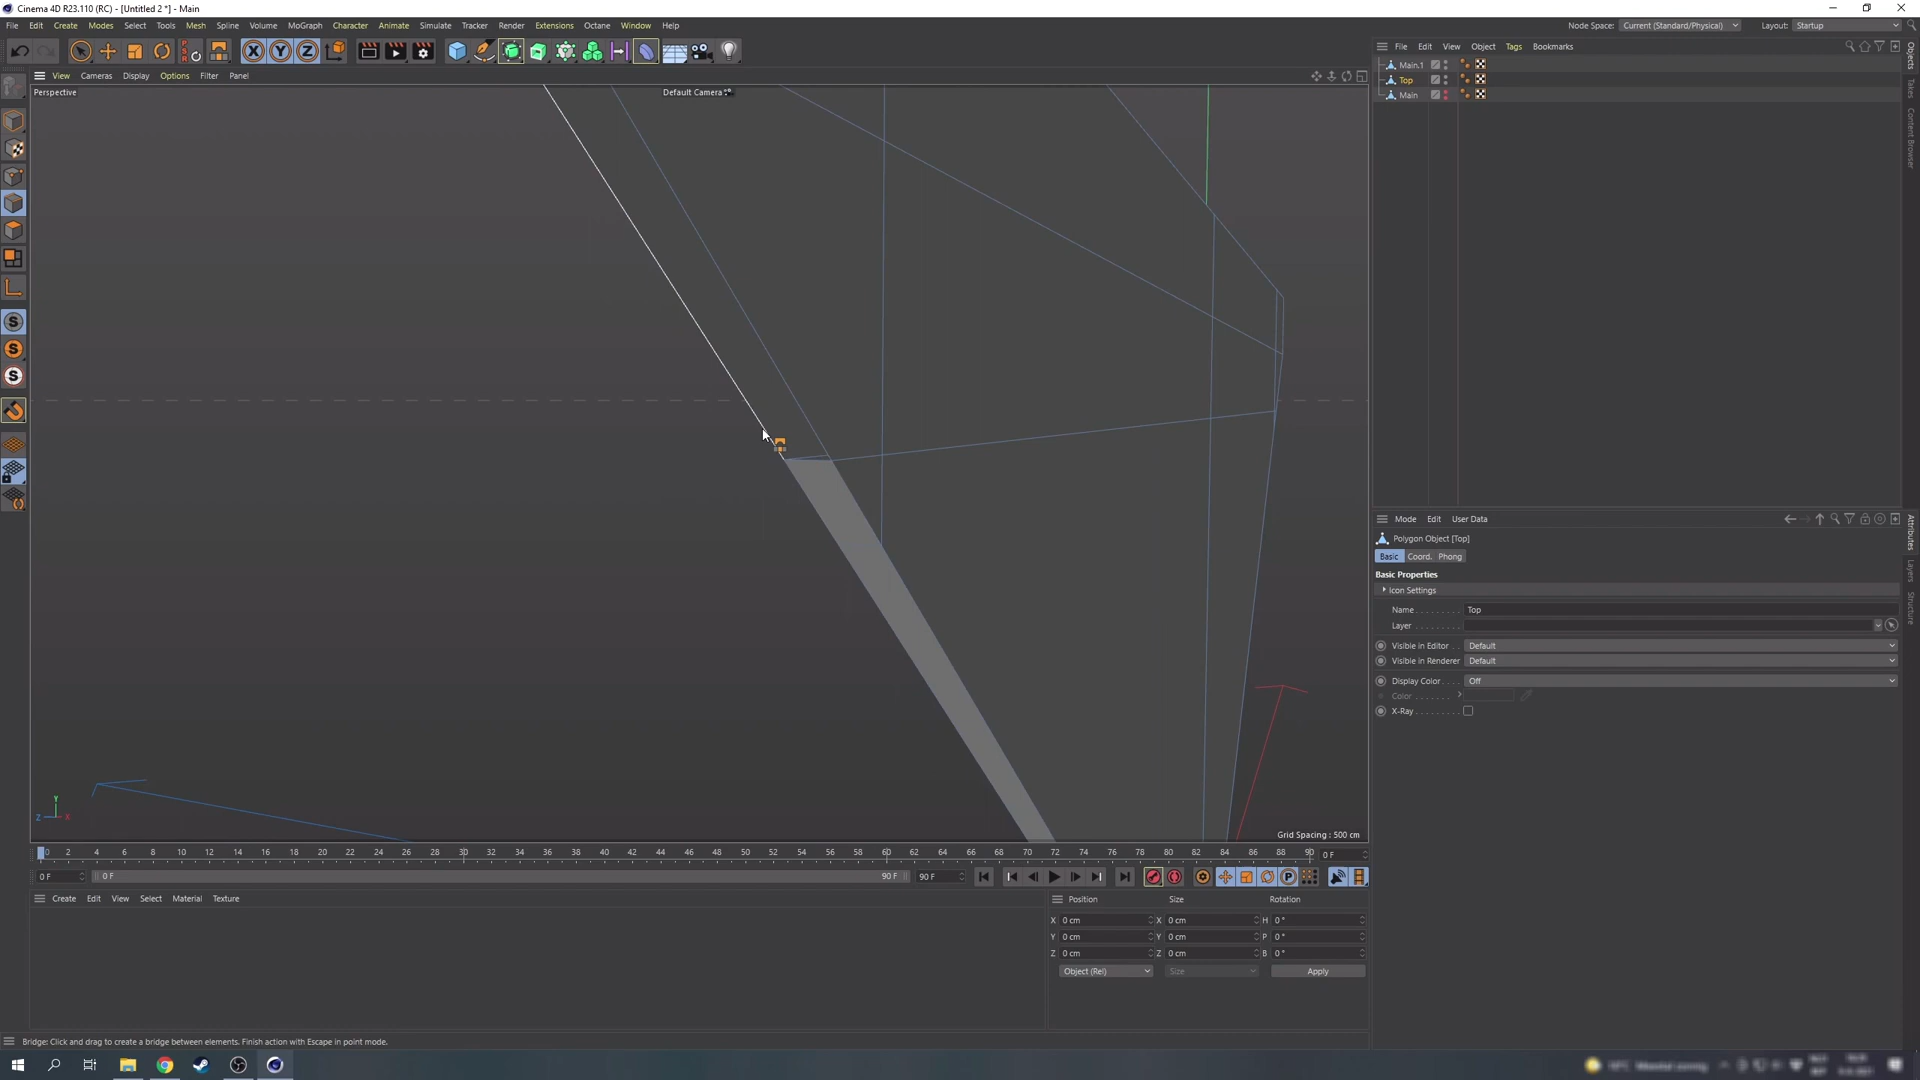 Cinema 4D R23.110 (RC) - [Untitled 2 *] - Main
File Edit Create Modes Select Tools Mesh Spline Volume MoGraph Character Animate Simulate Tracker Render Extensions Octane Window Help
Node Space: Current (Standard/Physical) Layout: Startup
X Y Z
File Edit View Object Tags Bookmarks
Main.1
Top
Main
View Cameras Display Options Filter Panel
Perspective
Default Camera
Grid Spacing : 500 cm
Y
Z X
Objects
Takes
Content Browser
Mode Edit User Data
Polygon Object [Top]
Basic Coord. Phong
Basic Properties
Icon Settings
Name . . . . . . . . . Top
Layer . . . . . . . . .
Visible in Editor . . Default
Visible in Renderer Default
Display Color . . . . . Off
Color . . . . . . .
X-Ray . . . . . . . . .
Attributes
Layers
Structure
0 2 4 6 8 10 12 14 16 18 20 22 24 26 28 30 32 34 36 38 40 42 44 46 48 50 52 54 56 58 60 62 64 66 68 70 72 74 76 78 80 82 84 86 88 90 0 F
0 F 0 F 90 F 90 F
Create Edit View Select Material Texture
Position Size Rotation
X 0 cm X 0 cm H 0 °
Y 0 cm Y 0 cm P 0 °
Z 0 cm Z 0 cm B 0 °
Object (Rel) Size Apply
Bridge: Click and drag to create a bridge between elements. Finish action with Escape in point mode.